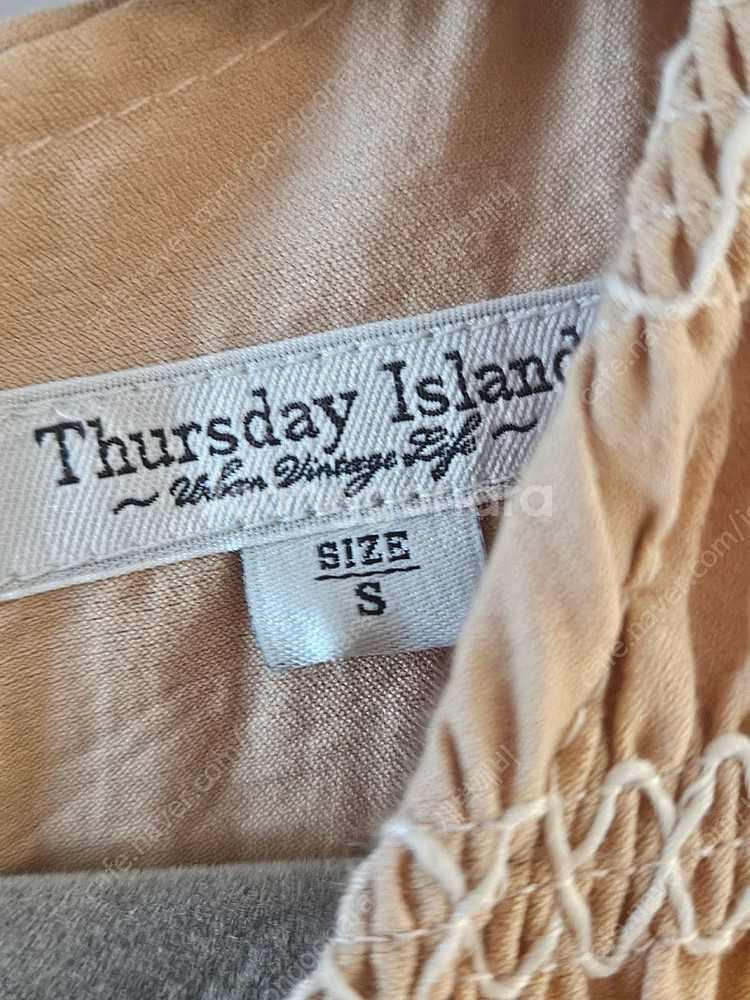 Thursday Island
~ Urban Vintage Life ~
SIZE
S